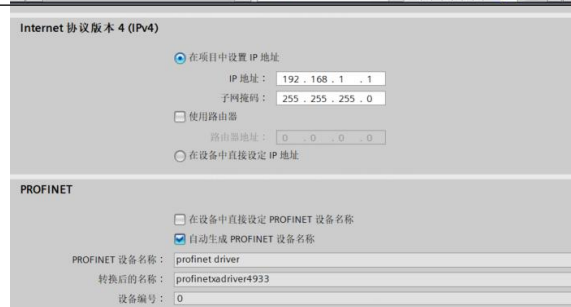 Internet 协议版本 4 (IPv4)
在项目中设置 IP 地址
IP 地址： 192 . 168 . 1 . 1
子网掩码： 255 . 255 . 255 . 0
使用路由器
路由器地址： 0 . 0 . 0 . 0
在设备中直接设定 IP 地址
PROFINET
在设备中直接设定 PROFINET 设备名称
自动生成 PROFINET 设备名称
PROFINET 设备名称： profinet driver
转换后的名称： profinetxadriver4933
设备编号： 0